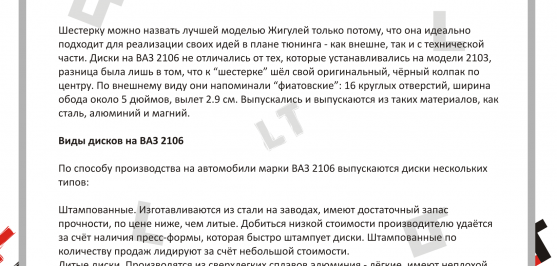 Шестерку можно назвать лучшей моделью Жигулей только потому, что она идеально
подходит для реализации своих идей в плане тюнинга - как внешне, так и с технической
части. Диски на ВАЗ 2106 не отличались от тех, которые устанавливались на модели 2103,
разница была лишь в том, что к “шестерке” шёл свой оригинальный, чёрный колпак по
центру. По внешнему виду они напоминали “фиатовские”: 16 круглых отверстий, ширина
обода около 5 дюймов, вылет 2.9 см. Выпускались и выпускаются из таких материалов, как
сталь, алюминий и магний.
Виды дисков на ВАЗ 2106
По способу производства на автомобили марки ВАЗ 2106 выпускаются диски нескольких
типов:
Штампованные. Изготавливаются из стали на заводах, имеют достаточный запас
прочности, по цене ниже, чем литые. Добиться низкой стоимости производителю удаётся
за счёт наличия пресс-формы, которая быстро штампует диски. Штампованные по
количеству продаж лидируют за счёт небольшой стоимости.
Литые диски. Производятся из сверхлегких сплавов алюминия - лёгкие, имеют неплохой
LT
LT